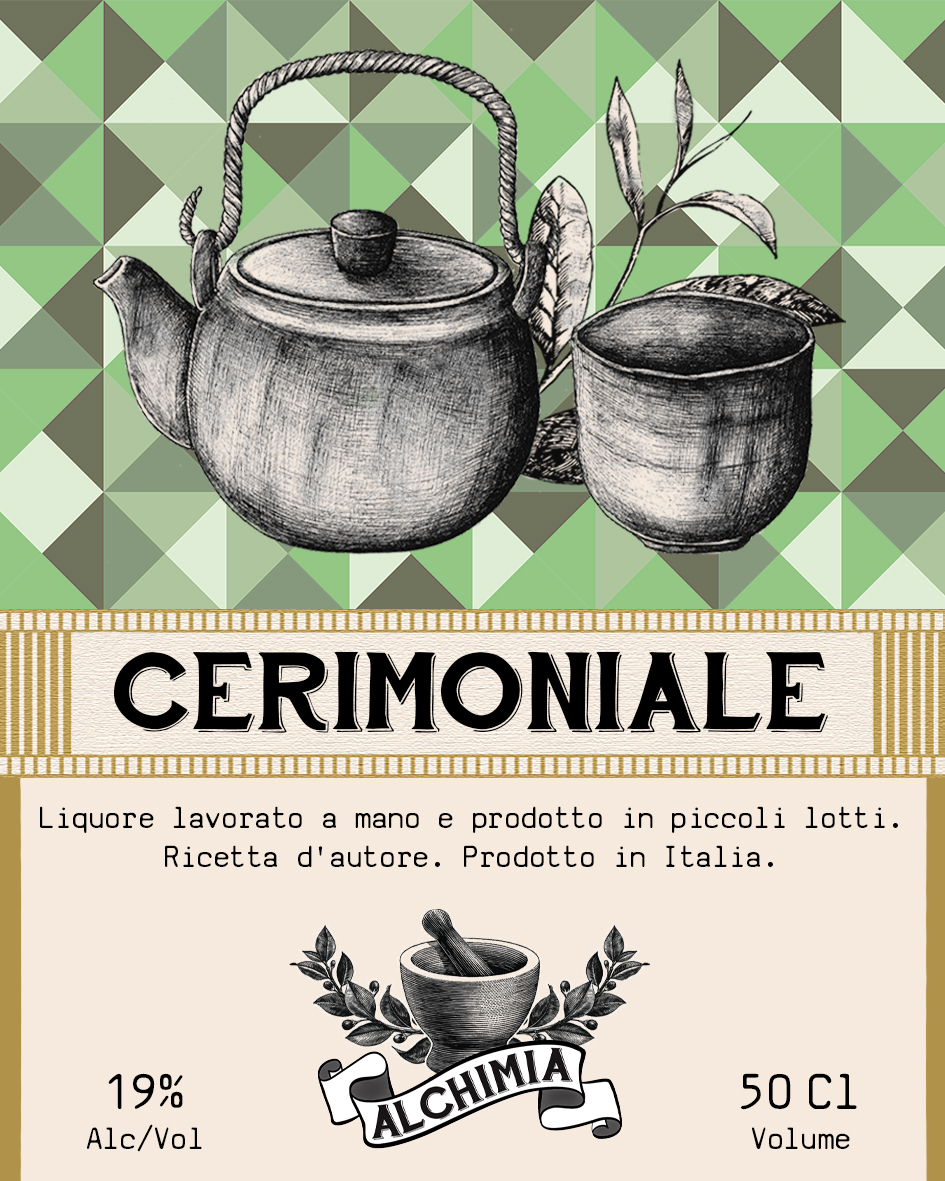 CERIMONIALE
Liquore lavorato a mano e prodotto in piccoli lotti.
Ricetta d'autore. Prodotto in Italia.
ALCHIMIA
19%
Alc/Vol
50 Cl
Volume